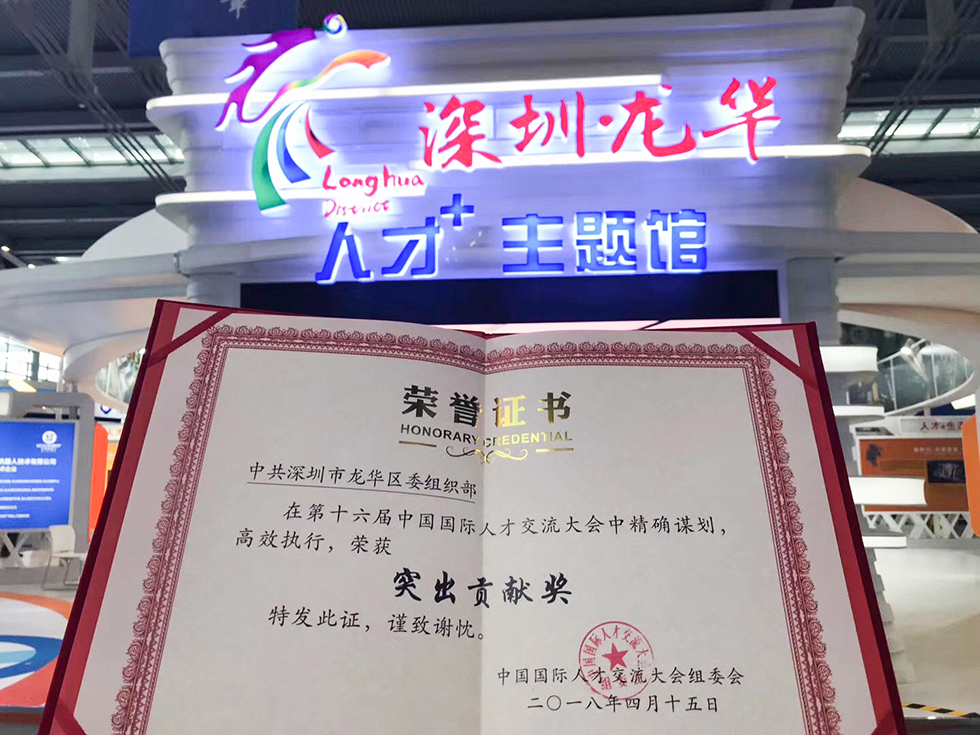 深圳·龙华
Longhua
District
人才+ 主题馆
荣誉证书
HONORARY CREDENTIAL
中共深圳市龙华区委组织部
在第十六届中国国际人才交流大会中精确谋划，
高效执行，荣获
突出贡献奖
特发此证，谨致谢忱。
中国国际人才交流大会组委会
二〇一八年四月十五日